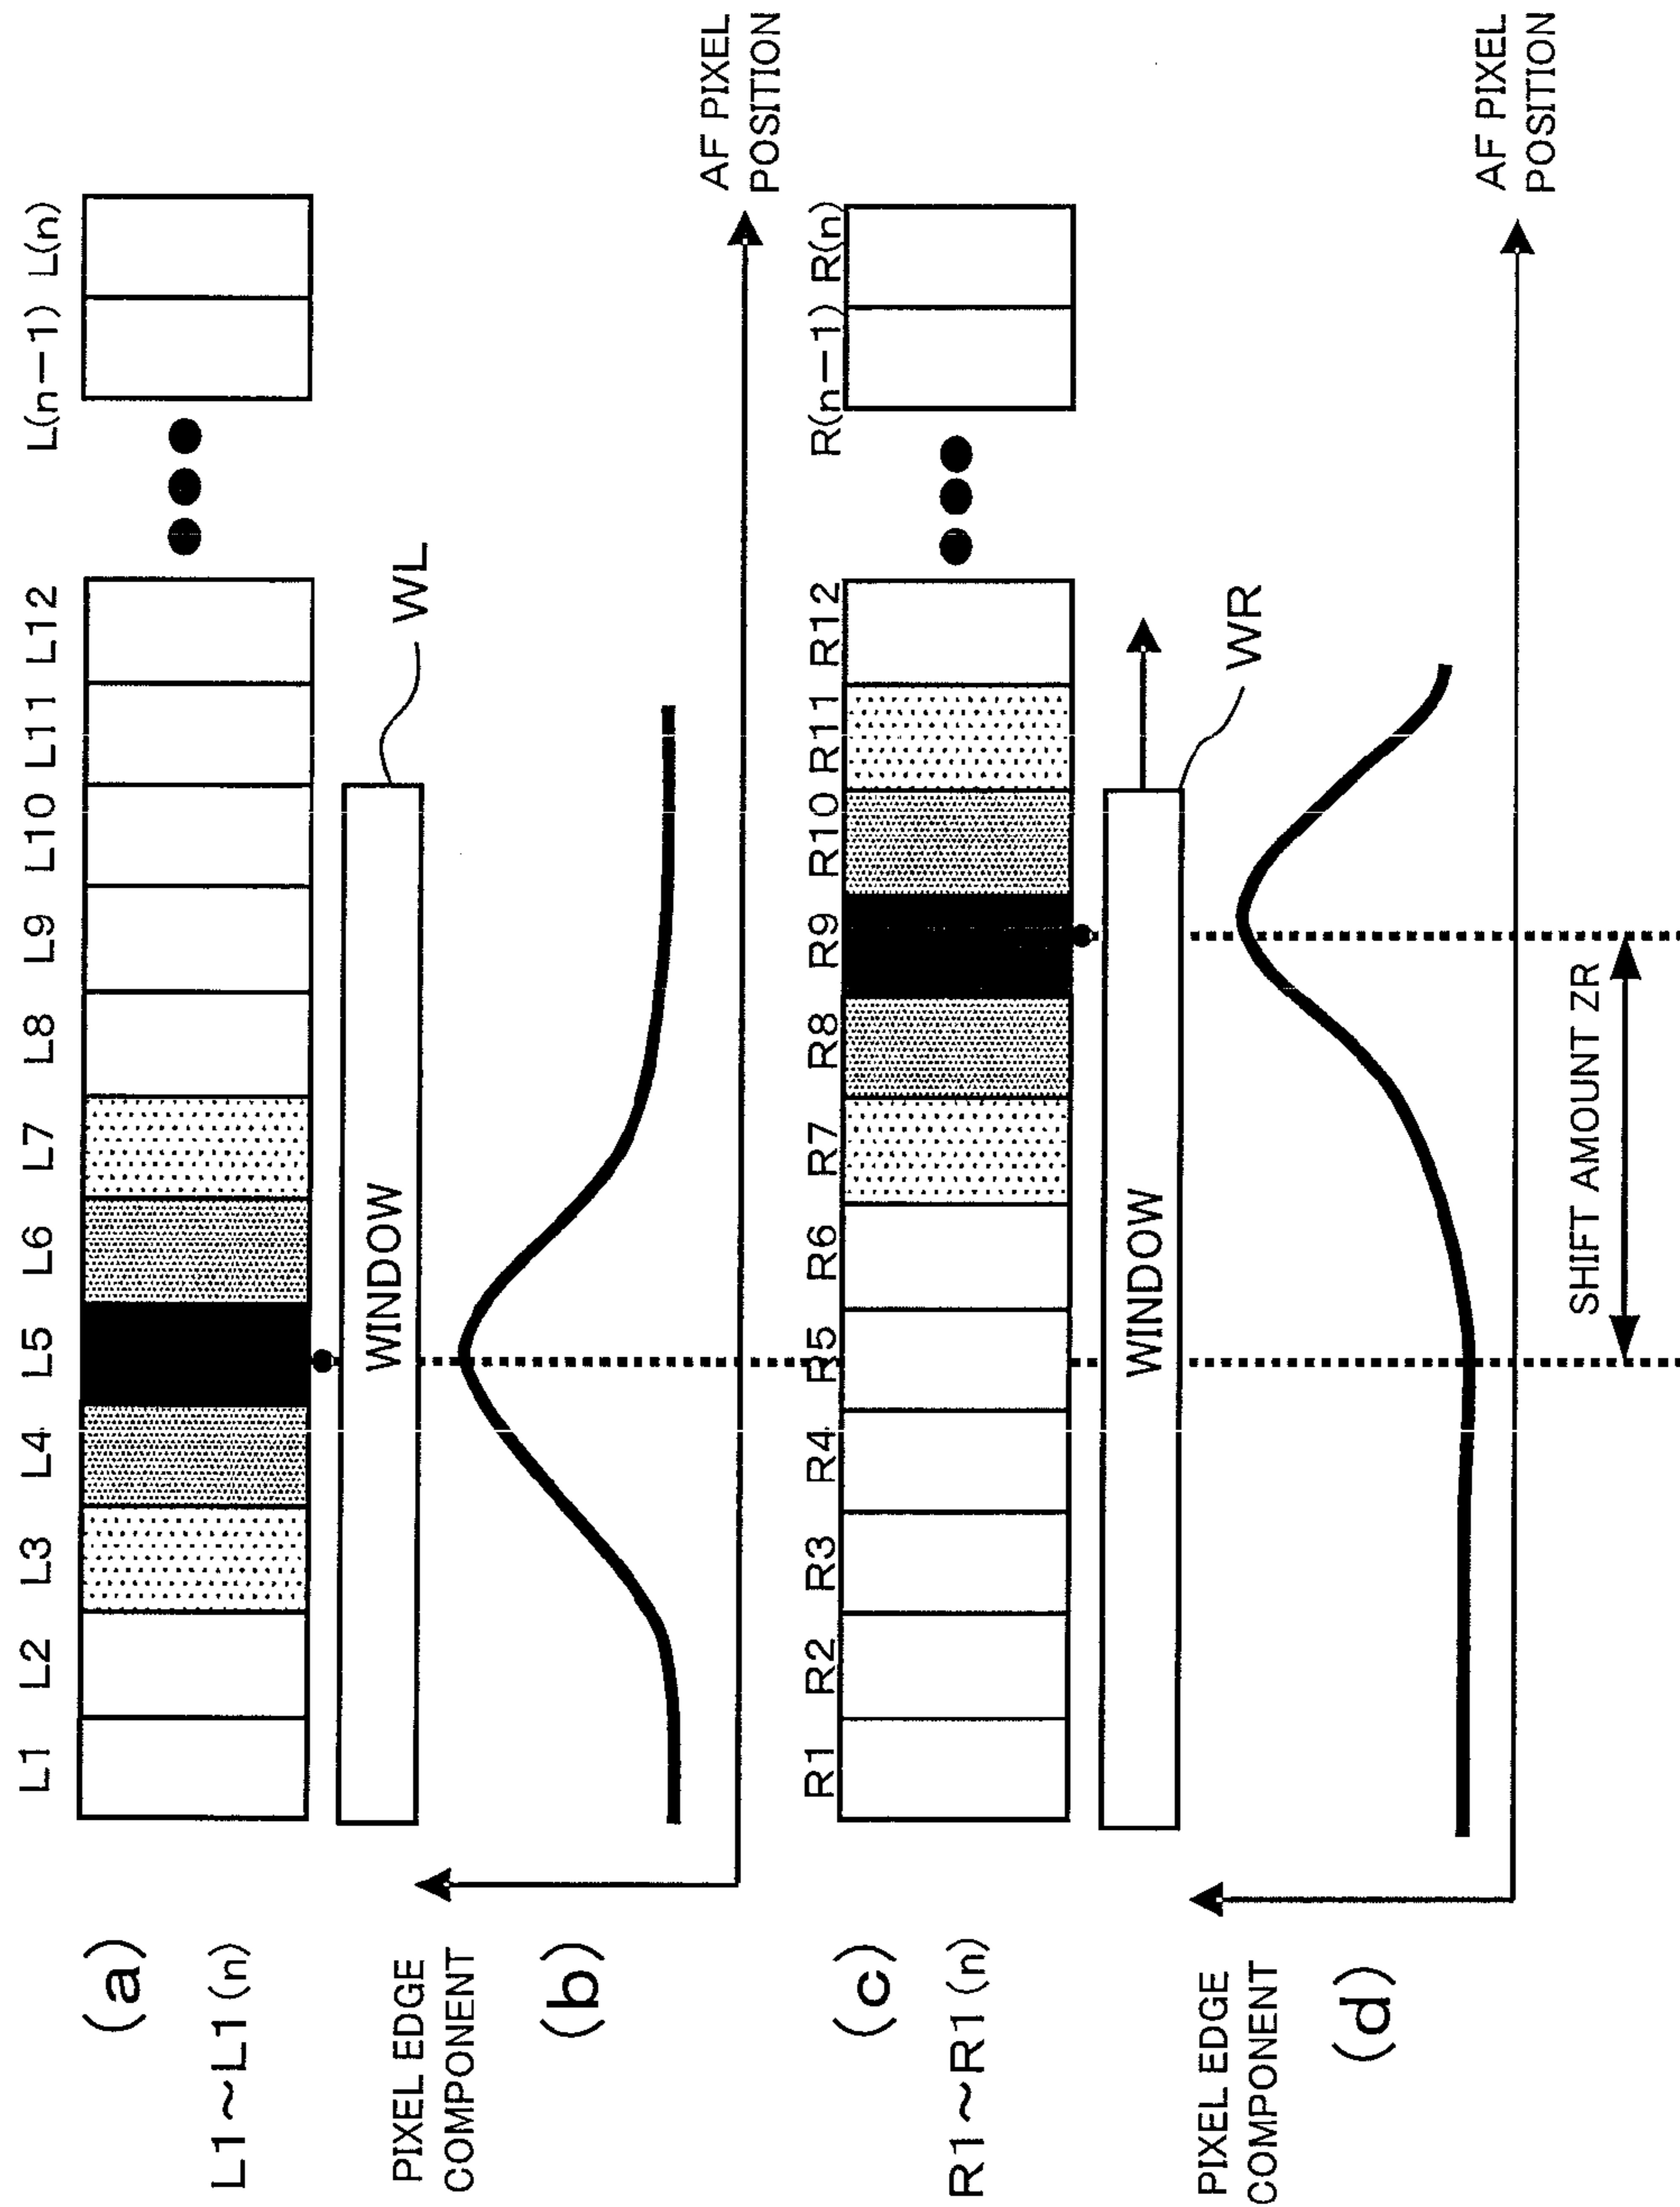 (a)
L1~L1(n)
L1 L2 L3 L4 L5 L6 L7 L8 L9 L10 L11 L12 L(n−1) L(n)
WINDOW
WL
PIXEL EDGE
COMPONENT
(b)
AF PIXEL
POSITION
(c)
R1~R1(n)
R1 R2 R3 R4 R5 R6 R7 R8 R9 R10 R11 R12 R(n−1) R(n)
WINDOW
WR
PIXEL EDGE
COMPONENT
(d)
AF PIXEL
POSITION
SHIFT AMOUNT ZR